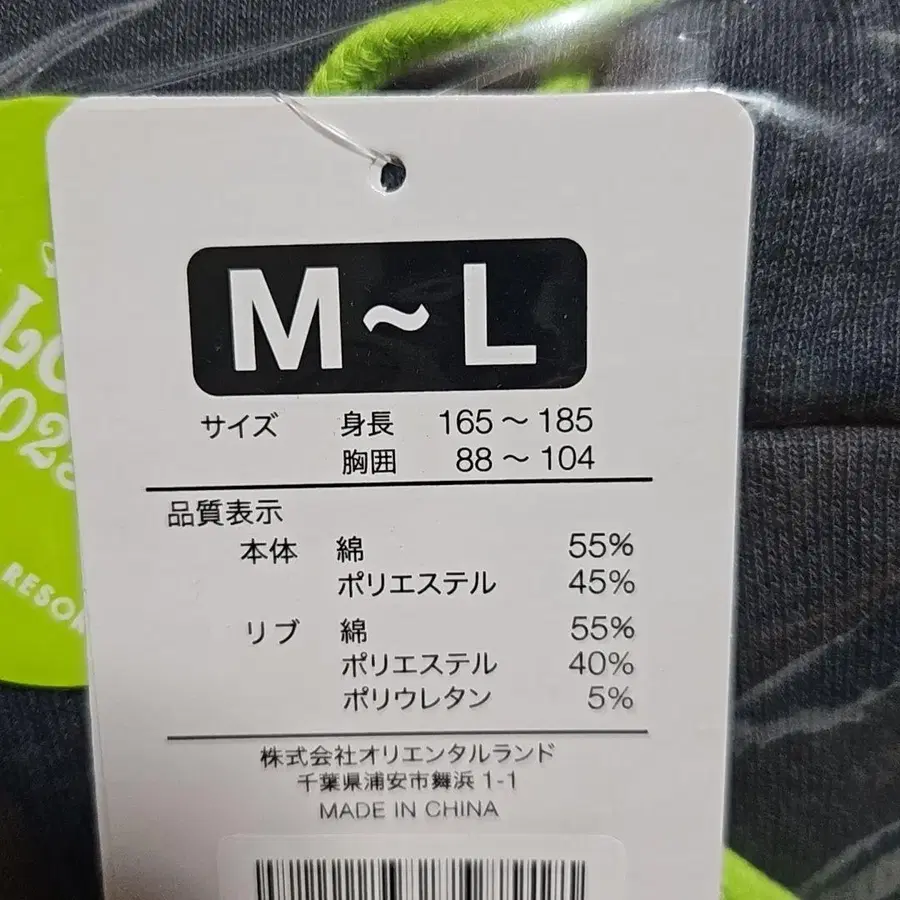 M~L
サイズ 身長 165~185
胸囲 88~104
品質表示
本体 綿 55%
ポリエステル 45%
リブ 綿 55%
ポリエステル 40%
ポリウレタン 5%
株式会社オリエンタルランド
千葉県浦安市舞浜 1-1
MADE IN CHINA